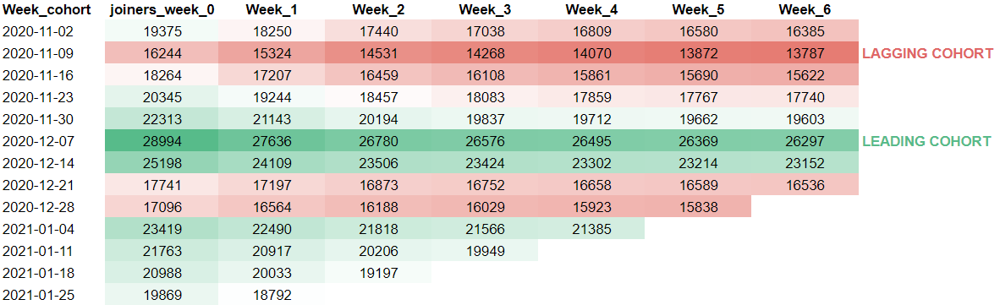 Week_cohort joiners_week_0 Week_1 Week_2 Week_3 Week_4 Week_5 Week_6
2020-11-02 19375 18250 17440 17038 16809 16580 16385
2020-11-09 16244 15324 14531 14268 14070 13872 13787 LAGGING COHORT
2020-11-16 18264 17207 16459 16108 15861 15690 15622
2020-11-23 20345 19244 18457 18083 17859 17767 17740
2020-11-30 22313 21143 20194 19837 19712 19662 19603
2020-12-07 28994 27636 26780 26576 26495 26369 26297 LEADING COHORT
2020-12-14 25198 24109 23506 23424 23302 23214 23152
2020-12-21 17741 17197 16873 16752 16658 16589 16536
2020-12-28 17096 16564 16188 16029 15923 15838
2021-01-04 23419 22490 21818 21566 21385
2021-01-11 21763 20917 20206 19949
2021-01-18 20988 20033 19197
2021-01-25 19869 18792